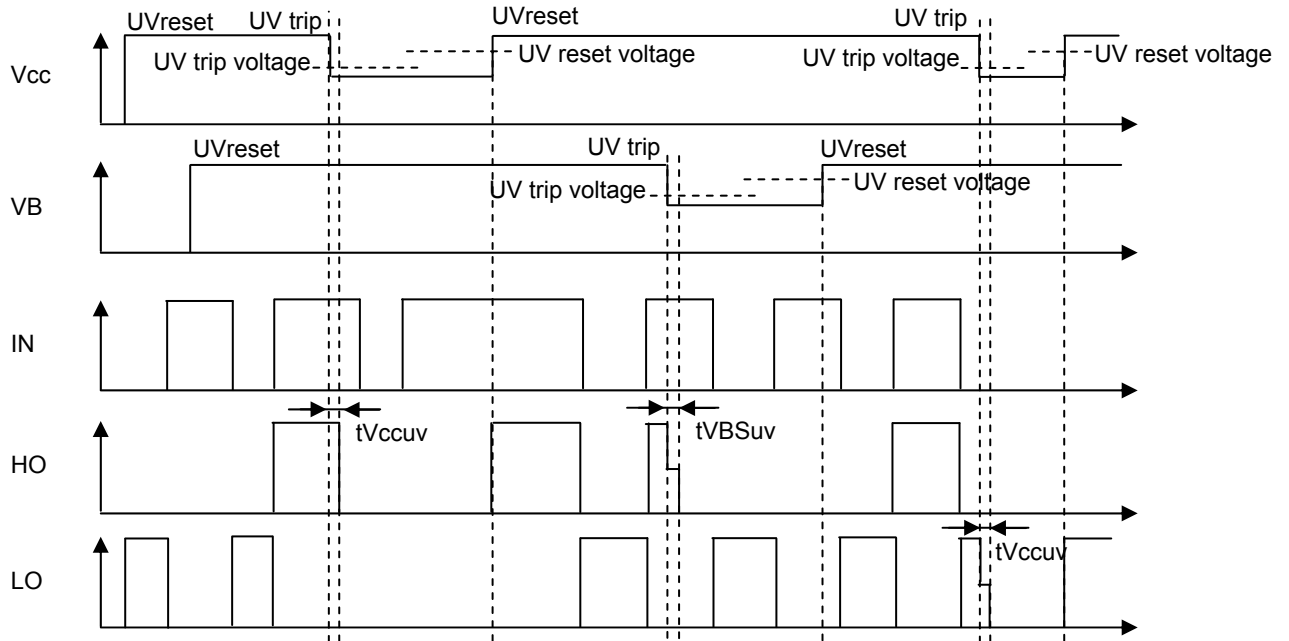 UVreset UV trip UVreset UV trip
Vcc
UV trip voltage UV reset voltage UV trip voltage UV reset voltage
UVreset UV trip UVreset
VB
UV trip voltage UV reset voltage
IN
tVccuv tVBSuv
HO
LO
tVccuv